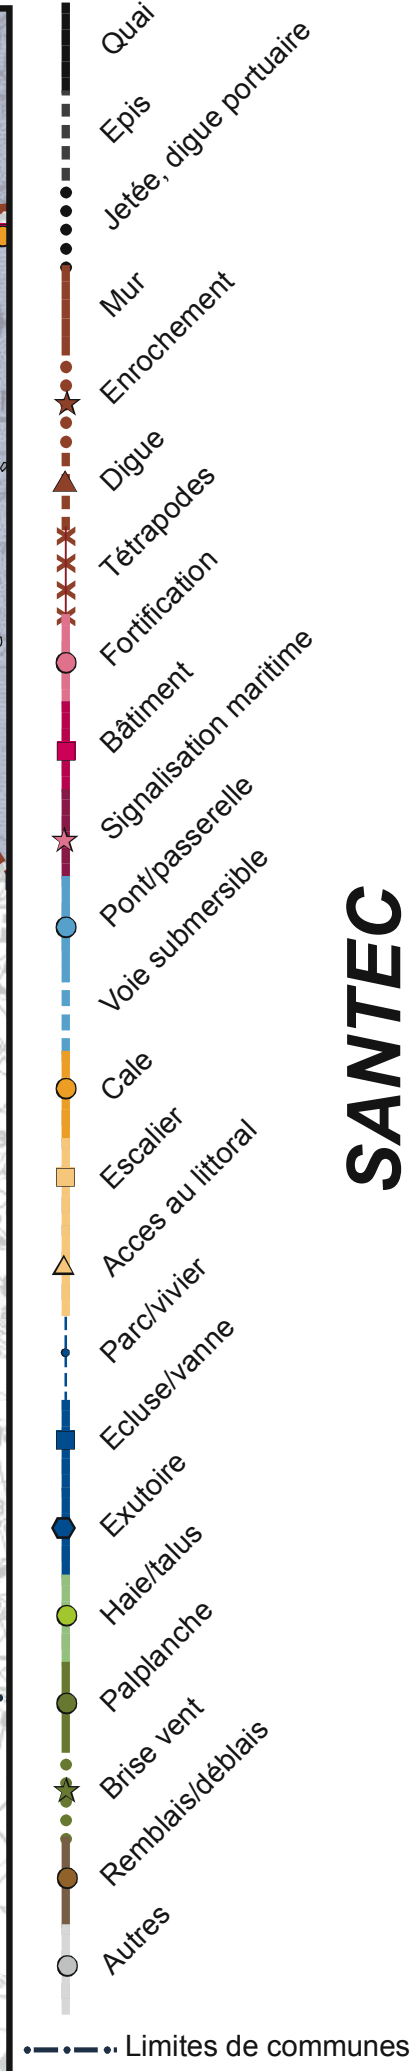 Quai
Epis
Jetée, digue portuaire
Mur
Enrochement
Digue
Tétrapodes
Fortification
Bâtiment
Signalisation maritime
Pont/passerelle
Voie submersible
Cale
Escalier
Acces au littoral
Parc/vivier
Ecluse/vanne
Exutoire
Haie/talus
Palplanche
Brise vent
Remblais/déblais
Autres
Limites de communes
SANTEC